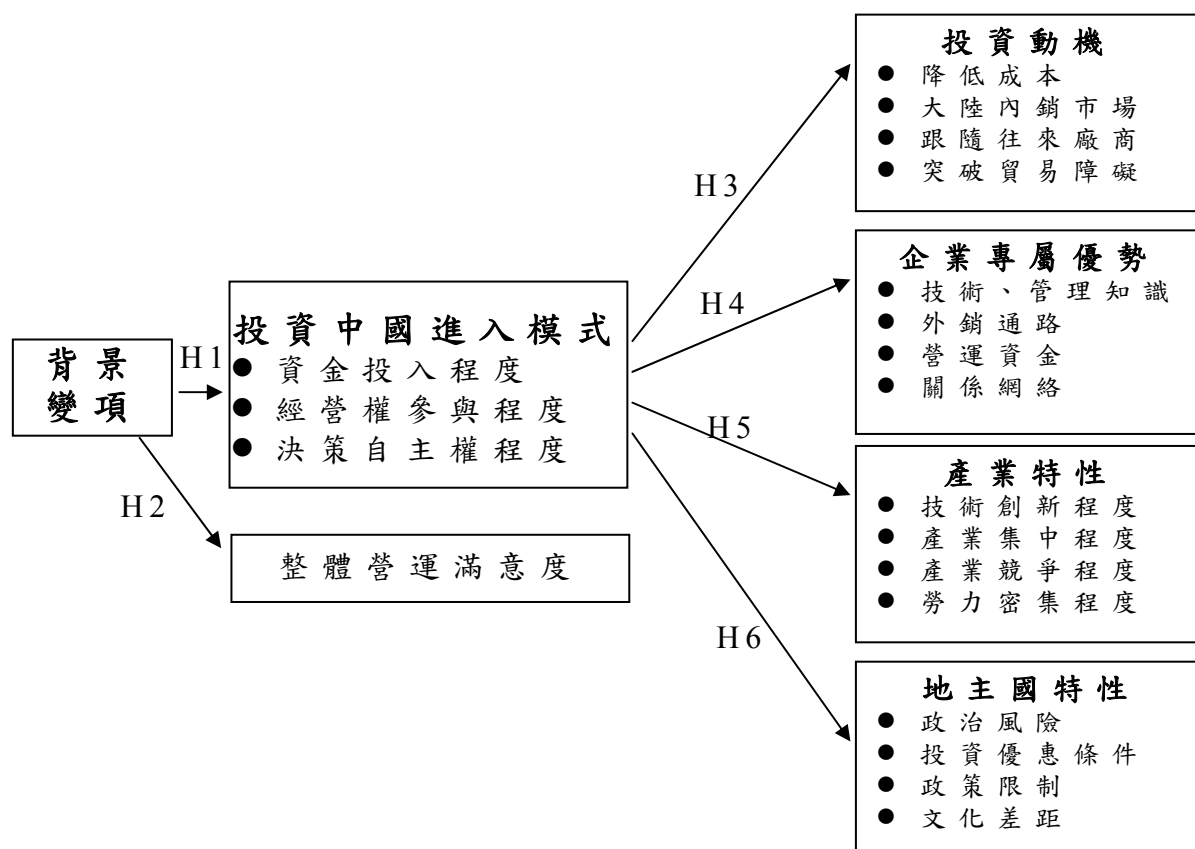 背景
變項
H1
H2
投資中國進入模式
● 資金投入程度
● 經營權參與程度
● 決策自主權程度
整體營運滿意度
H3
H4
H5
H6
投資動機
● 降低成本
● 大陸內銷市場
● 跟隨往來廠商
● 突破貿易障礙
企業專屬優勢
● 技術、管理知識
● 外銷通路
● 營運資金
● 關係網絡
產業特性
● 技術創新程度
● 產業集中程度
● 產業競爭程度
● 勞力密集程度
地主國特性
● 政治風險
● 投資優惠條件
● 政策限制
● 文化差距